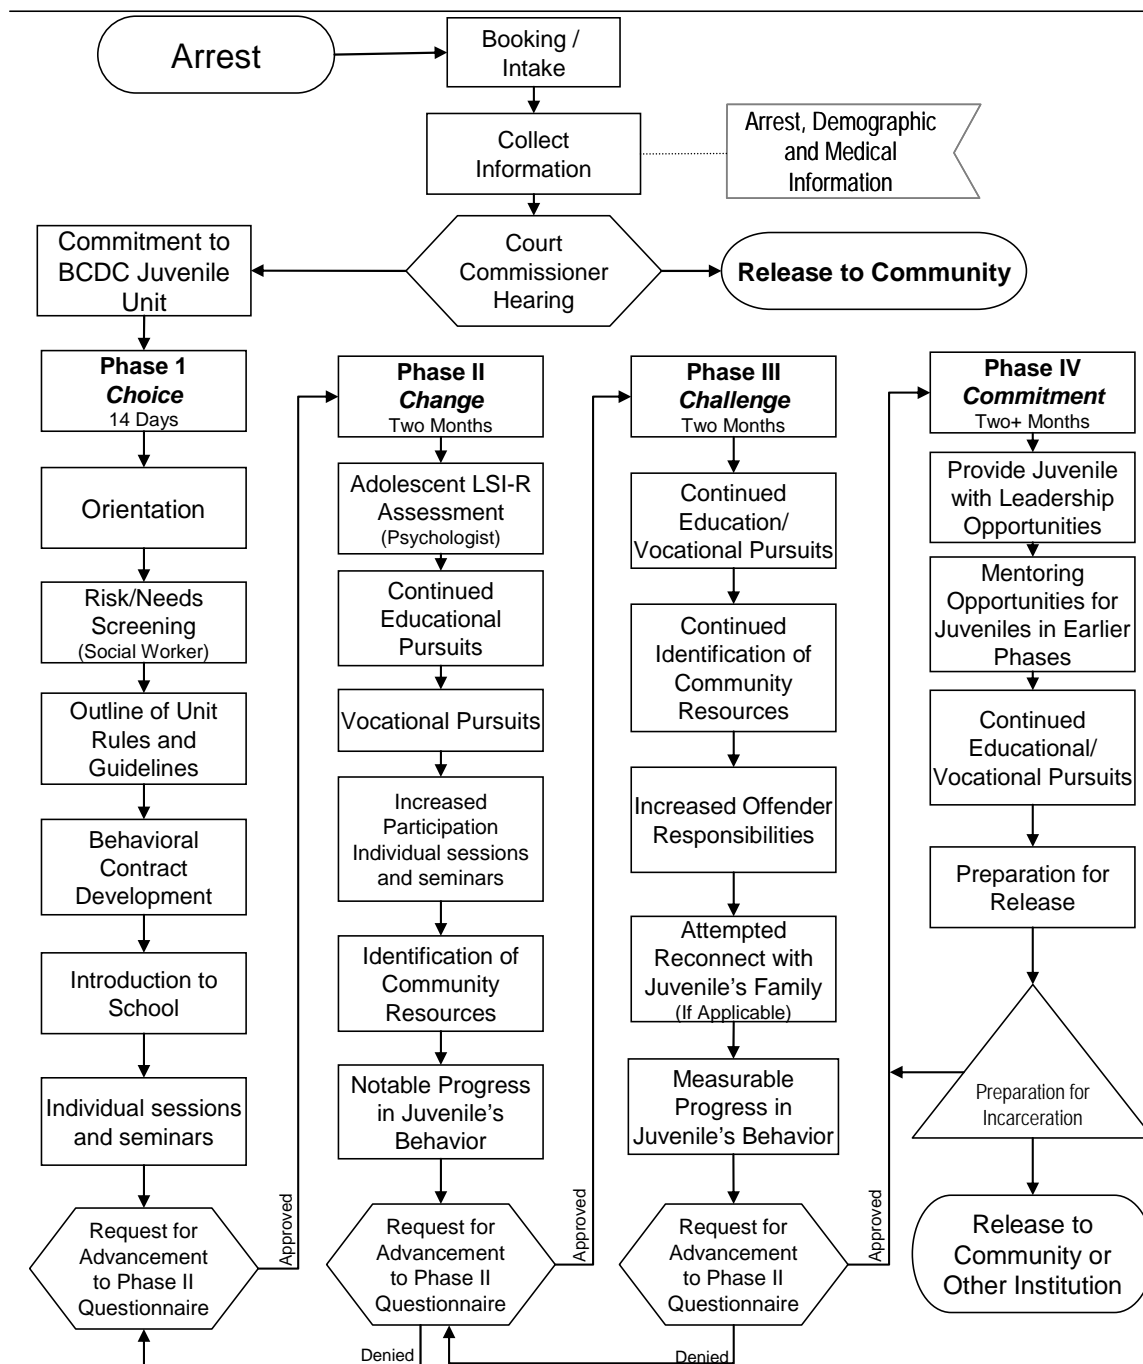 Arrest
Booking /
Intake
Collect
Information
Arrest, Demographic
and Medical
Information
Commitment to
BCDC Juvenile
Unit
Court
Commissioner
Hearing
Release to Community
Phase 1
Choice
14 Days
Orientation
Risk/Needs
Screening
(Social Worker)
Outline of Unit
Rules and
Guidelines
Behavioral
Contract
Development
Introduction to
School
Individual sessions
and seminars
Request for
Advancement
to Phase II
Questionnaire
Approved
Phase II
Change
Two Months
Adolescent LSI-R
Assessment
(Psychologist)
Continued
Educational
Pursuits
Vocational Pursuits
Increased
Participation
Individual sessions
and seminars
Identification of
Community
Resources
Notable Progress
in Juvenile's
Behavior
Request for
Advancement
to Phase II
Questionnaire
Denied
Approved
Phase III
Challenge
Two Months
Continued
Education/
Vocational Pursuits
Continued
Identification of
Community
Resources
Increased Offender
Responsibilities
Attempted
Reconnect with
Juvenile's Family
(If Applicable)
Measurable
Progress in
Juvenile's Behavior
Request for
Advancement
to Phase II
Questionnaire
Denied
Approved
Phase IV
Commitment
Two+ Months
Provide Juvenile
with Leadership
Opportunities
Mentoring
Opportunities for
Juveniles in Earlier
Phases
Continued
Educational/
Vocational Pursuits
Preparation for
Release
Preparation for
Incarceration
Release to
Community or
Other Institution